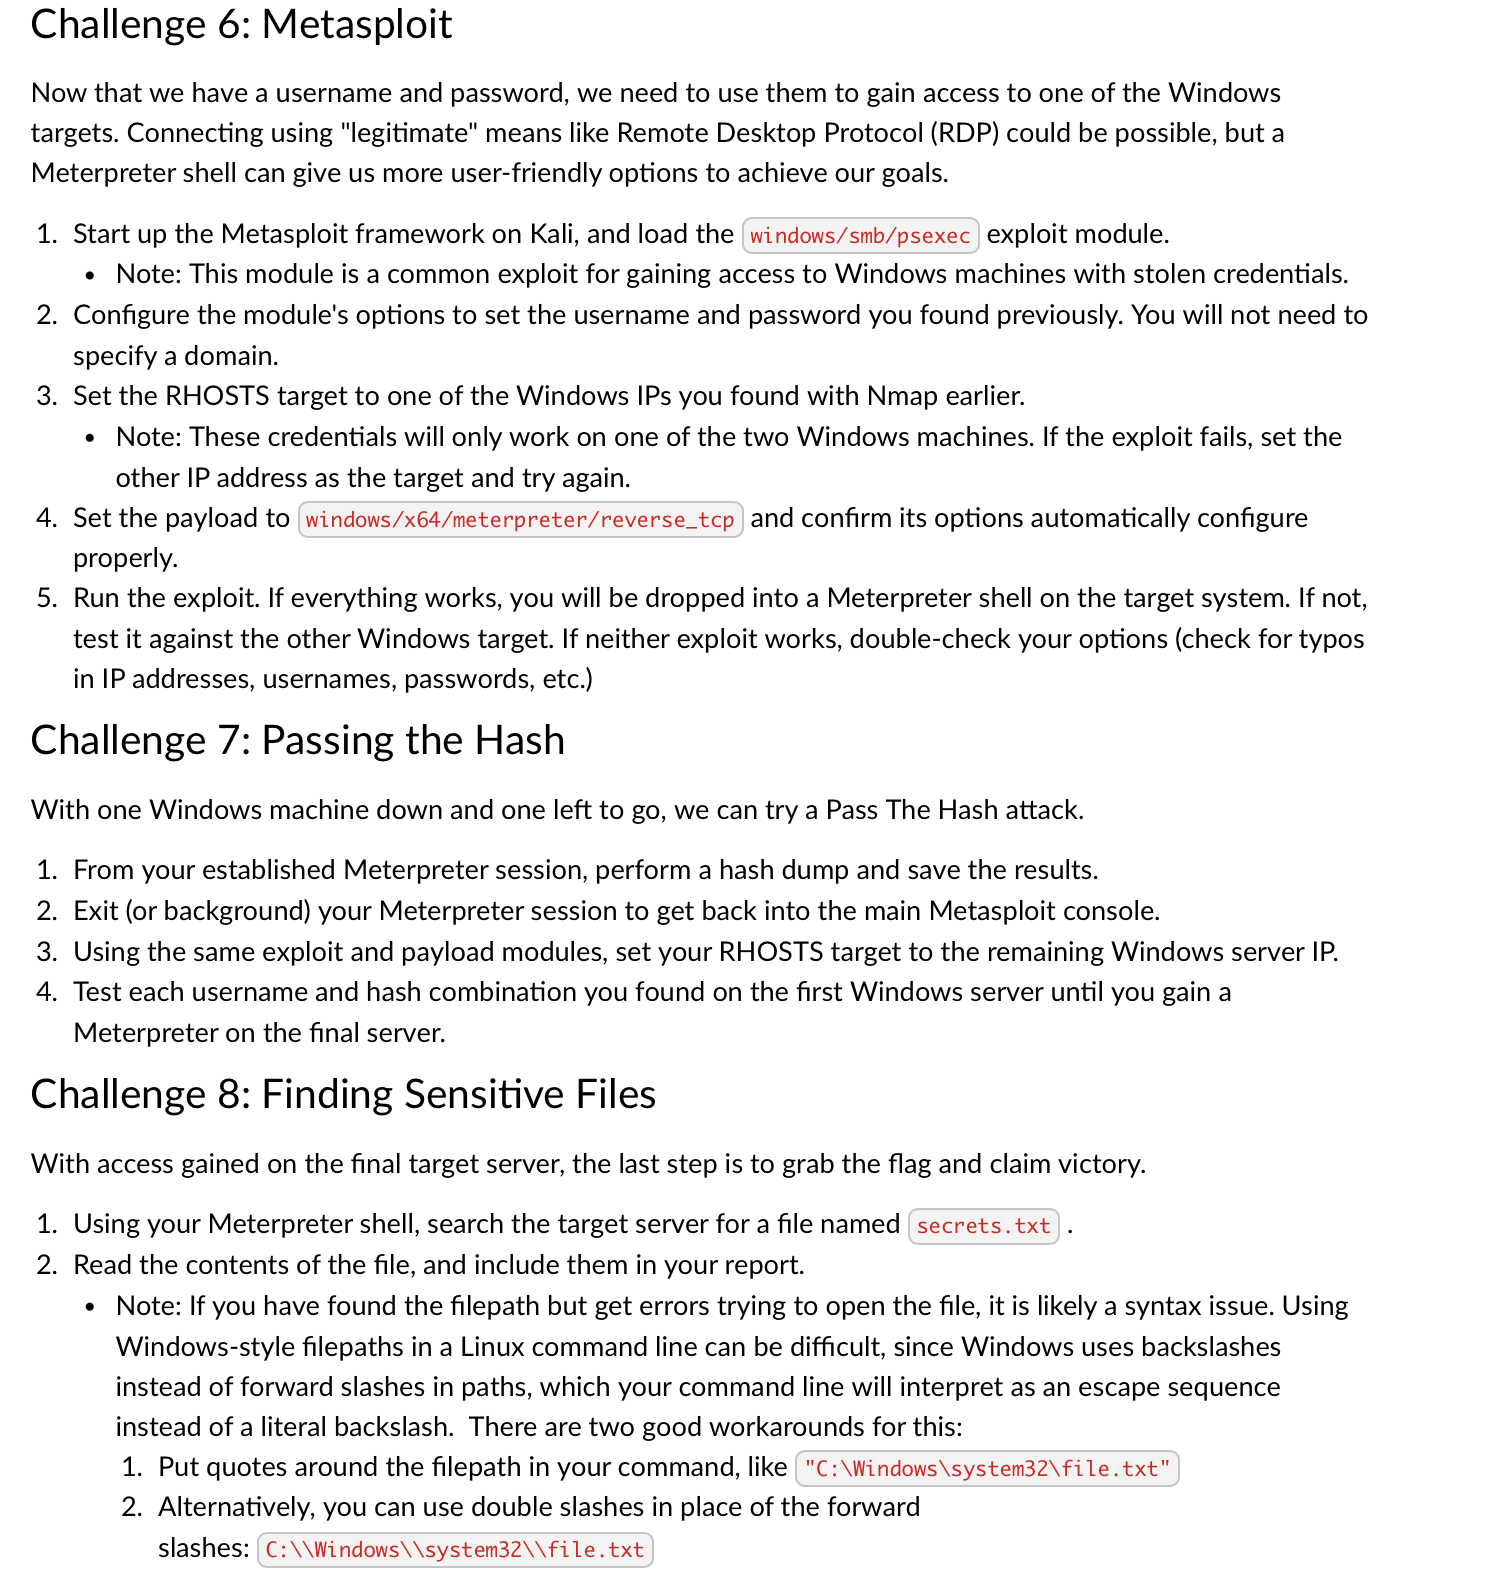 Challenge 6: Metasploit
Now that we have a username and password, we need to use them to gain access to one of the Windows
targets. Connecting using "legitimate" means like Remote Desktop Protocol (RDP) could be possible, but a
Meterpreter shell can give us more user-friendly options to achieve our goals.
1. Start up the Metasploit framework on Kali, and load the windows/smb/psexec exploit module.
• Note: This module is a common exploit for gaining access to Windows machines with stolen credentials.
2. Configure the module's options to set the username and password you found previously. You will not need to
specify a domain.
3. Set the RHOSTS target to one of the Windows IPs you found with Nmap earlier.
• Note: These credentials will only work on one of the two Windows machines. If the exploit fails, set the
other IP address as the target and try again.
4. Set the payload to windows/x64/meterpreter/reverse_tcp and confirm its options automatically configure
properly.
5. Run the exploit. If everything works, you will be dropped into a Meterpreter shell on the target system. If not,
test it against the other Windows target. If neither exploit works, double-check your options (check for typos
in IP addresses, usernames, passwords, etc.)
Challenge 7: Passing the Hash
With one Windows machine down and one left to go, we can try a Pass The Hash attack.
1. From your established Meterpreter session, perform a hash dump and save the results.
2. Exit (or background) your Meterpreter session to get back into the main Metasploit console.
3. Using the same exploit and payload modules, set your RHOSTS target to the remaining Windows server IP.
4. Test each username and hash combination you found on the first Windows server until you gain a
Meterpreter on the final server.
Challenge 8: Finding Sensitive Files
With access gained on the final target server, the last step is to grab the flag and claim victory.
1. Using your Meterpreter shell, search the target server for a file named secrets.txt .
2. Read the contents of the file, and include them in your report.
• Note: If you have found the filepath but get errors trying to open the file, it is likely a syntax issue. Using
Windows-style filepaths in a Linux command line can be difficult, since Windows uses backslashes
instead of forward slashes in paths, which your command line will interpret as an escape sequence
instead of a literal backslash.  There are two good workarounds for this:
1. Put quotes around the filepath in your command, like "C:\Windows\system32\file.txt"
2. Alternatively, you can use double slashes in place of the forward
slashes: C:\\Windows\\system32\\file.txt